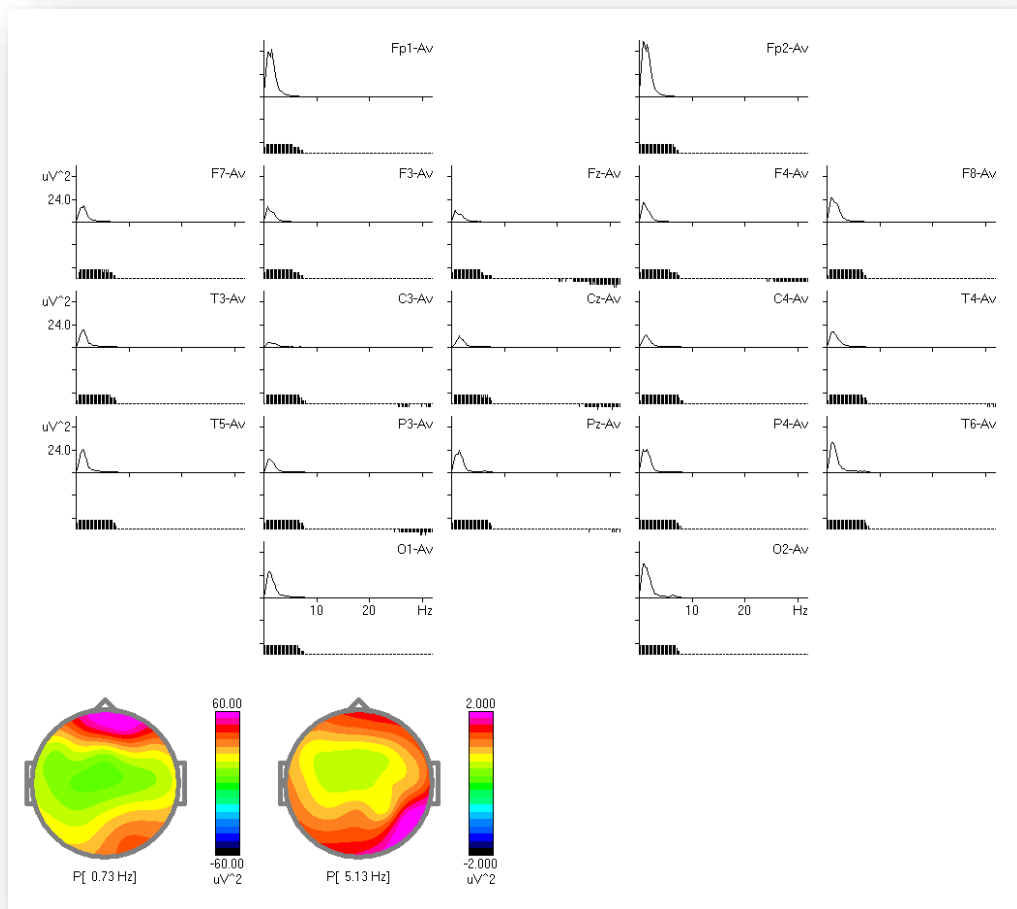 Fp1-Av Fp2-Av
uV^2 F7-Av F3-Av Fz-Av F4-Av F8-Av
24.0
uV^2 T3-Av C3-Av Cz-Av C4-Av T4-Av
24.0
uV^2 T5-Av P3-Av Pz-Av P4-Av T6-Av
24.0
O1-Av O2-Av
10 20 Hz 10 20 Hz
60.00 2.000
-60.00 -2.000
P[ 0.73 Hz] uV^2 P[ 5.13 Hz] uV^2